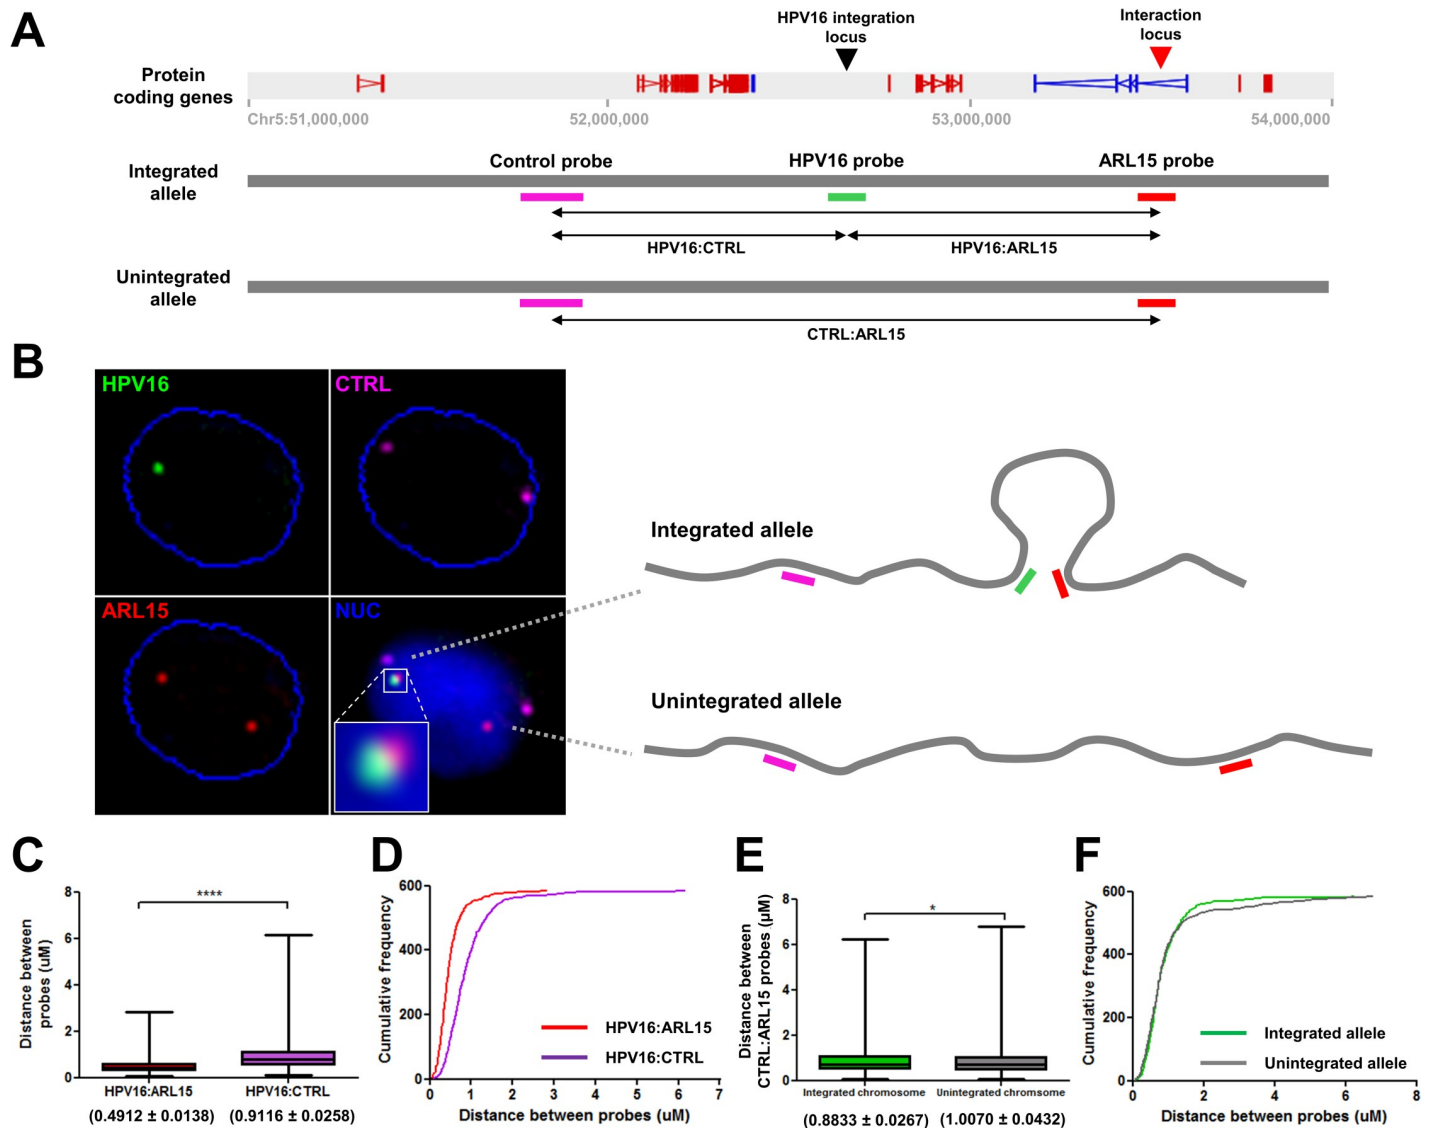 A
HPV16 integration
locus
Interaction
locus
Protein
coding genes
Chr5:51,000,000
52,000,000
53,000,000
54,000,000
Integrated
allele
Control probe
HPV16 probe
ARL15 probe
HPV16:CTRL
HPV16:ARL15
Unintegrated
allele
CTRL:ARL15
B
HPV16
CTRL
ARL15
NUC
Integrated allele
Unintegrated allele
C
Distance between
probes (uM)
8
6
4
2
0
****
HPV16:ARL15
HPV16:CTRL
(0.4912 ± 0.0138)
(0.9116 ± 0.0258)
D
Cumulative frequency
600
400
200
0
HPV16:ARL15
HPV16:CTRL
0
1
2
3
4
5
6
7
Distance between probes (uM)
E
Distance between
CTRL:ARL15 probes (µM)
8
6
4
2
0
*
Integrated chromosome
Unintegrated chromsome
(0.8833 ± 0.0267)
(1.0070 ± 0.0432)
F
Cumulative frequency
600
400
200
0
Integrated allele
Unintegrated allele
0
2
4
6
8
Distance between probes (uM)